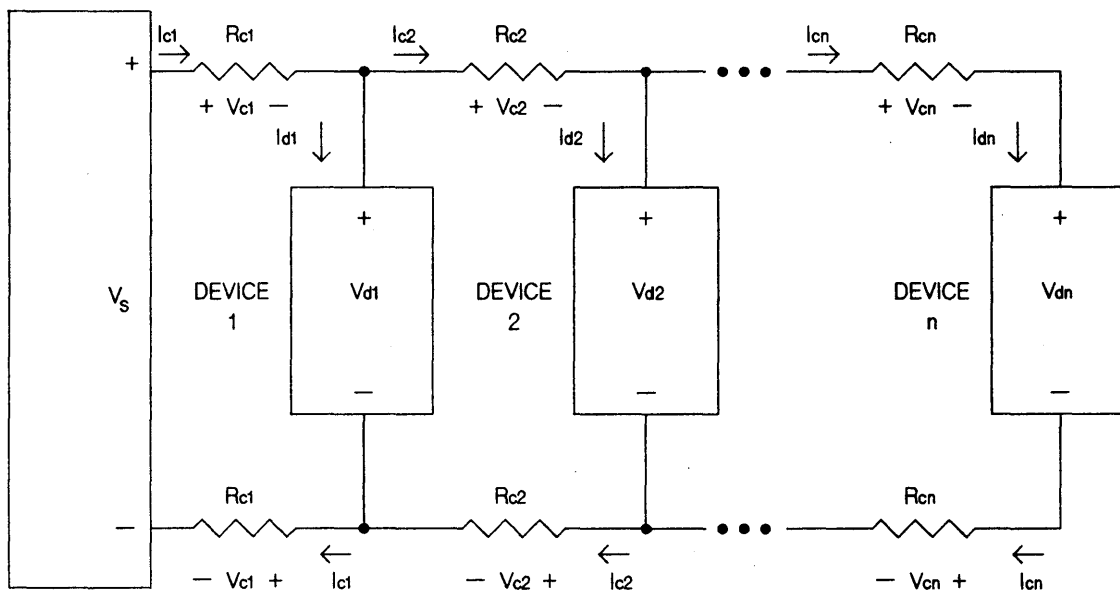 Ic1 Rc1 Ic2 Rc2 Icn Rcn
+ + Vc1 − + Vc2 − + Vcn −
Id1 Id2 Idn
+ + +
Vs DEVICE 1 Vd1 DEVICE 2 Vd2 DEVICE n Vdn
− − −
Rc1 Rc2 Rcn
−
− Vc1 + Ic1 − Vc2 + Ic2 − Vcn + Icn